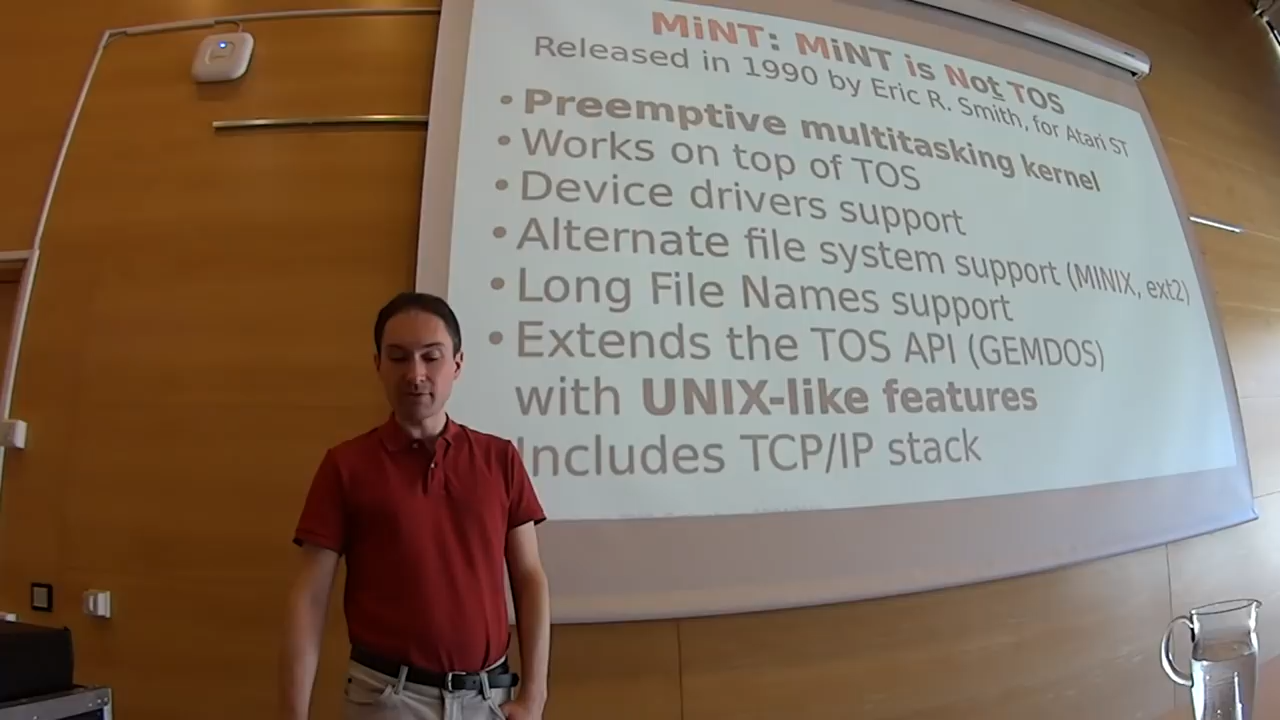 MiNT: MiNT is Not TOS
Released in 1990 by Eric R. Smith, for Atari ST
• Preemptive multitasking kernel
• Works on top of TOS
• Device drivers support
• Alternate file system support (MINIX, ext2)
• Long File Names support
• Extends the TOS API (GEMDOS)
with UNIX-like features
Includes TCP/IP stack